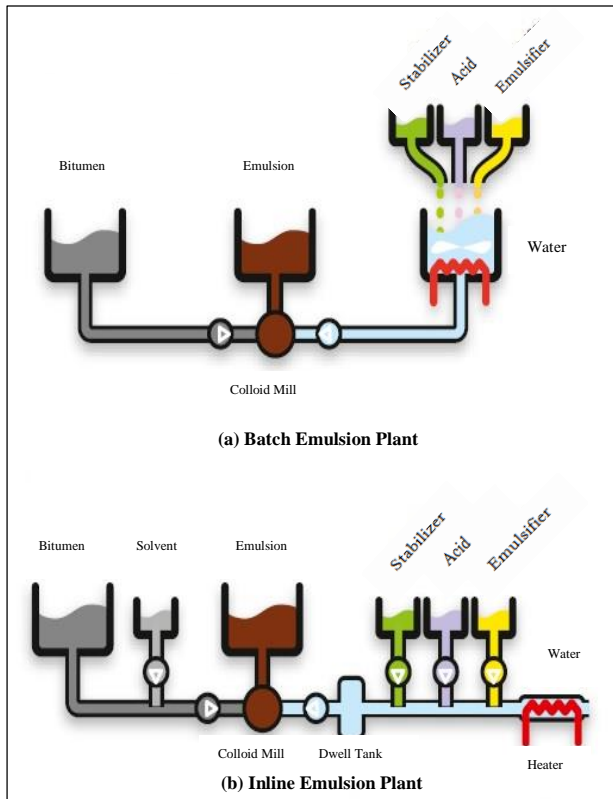 Stabilizer
Acid
Emulsifier
Bitumen
Emulsion
Water
Colloid Mill
(a) Batch Emulsion Plant
Stabilizer
Acid
Emulsifier
Bitumen
Solvent
Emulsion
Water
Colloid Mill
Dwell Tank
Heater
(b) Inline Emulsion Plant